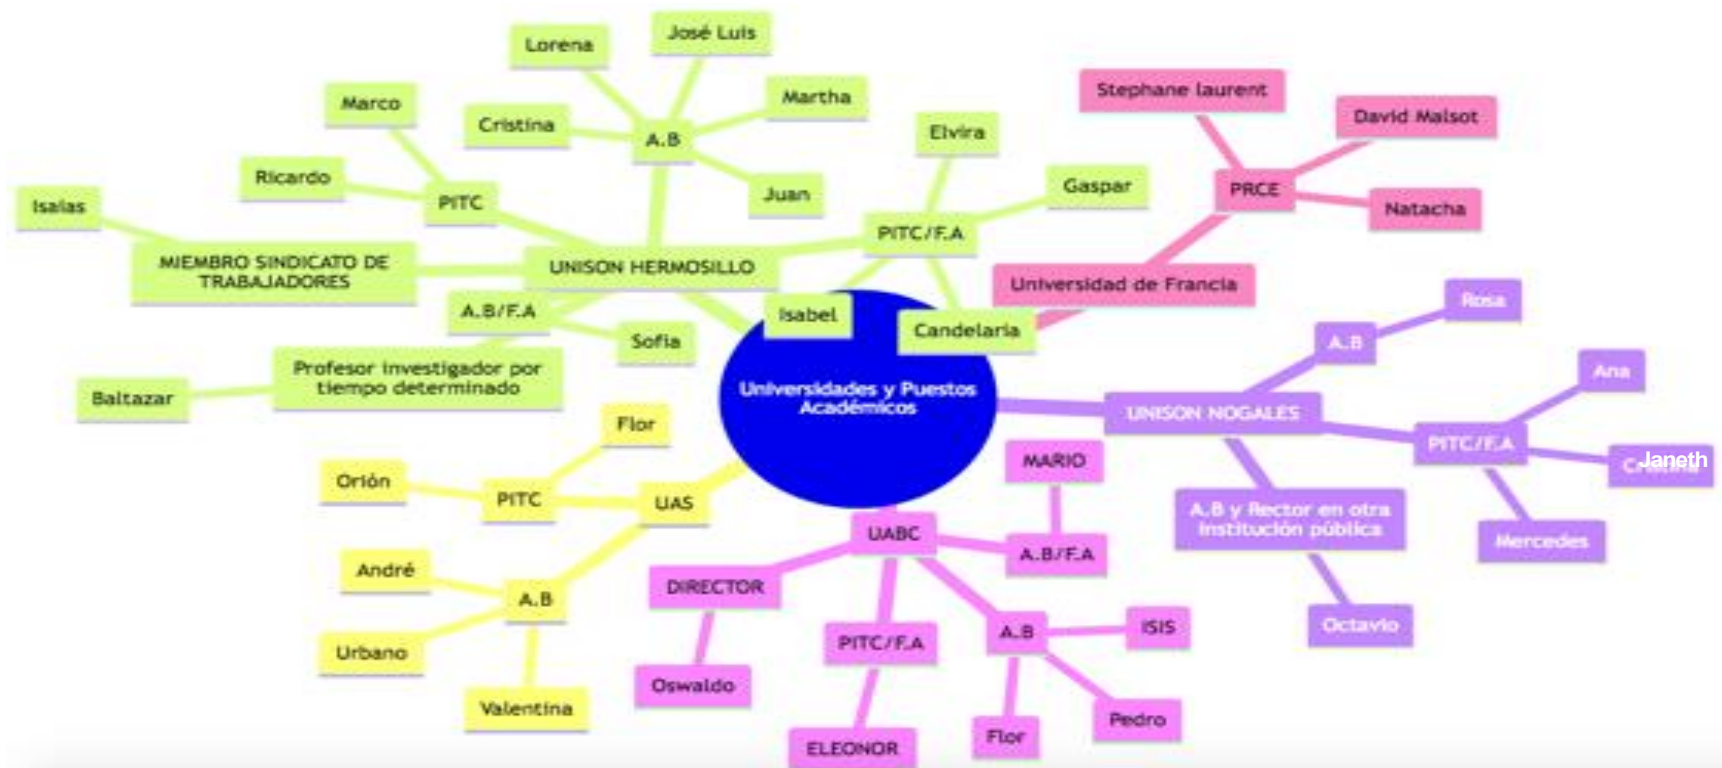 Lorena
José Luis
Marco
Cristina
A.B
Martha
Juan
Ricardo
PITC
Isaías
MIEMBRO SINDICATO DE
TRABAJADORES
UNISON HERMOSILLO
Elvira
Gaspar
PITC/F.A
Isabel
Candelaria
A.B/F.A
Sofía
Profesor investigador por
tiempo determinado
Baltazar
Stephane laurent
David Malsot
PRCE
Natacha
Universidad de Francia
Universidades y Puestos
Académicos
Rosa
A.B
Ana
UNISON NOGALES
PITC/F.A
Janeth
Mercedes
A.B y Rector en otra
institución pública
Octavio
Flor
Orión
PITC
UAS
André
A.B
Urbano
Valentina
MARIO
UABC
A.B/F.A
DIRECTOR
Oswaldo
PITC/F.A
ELEONOR
A.B
ISIS
Pedro
Flor